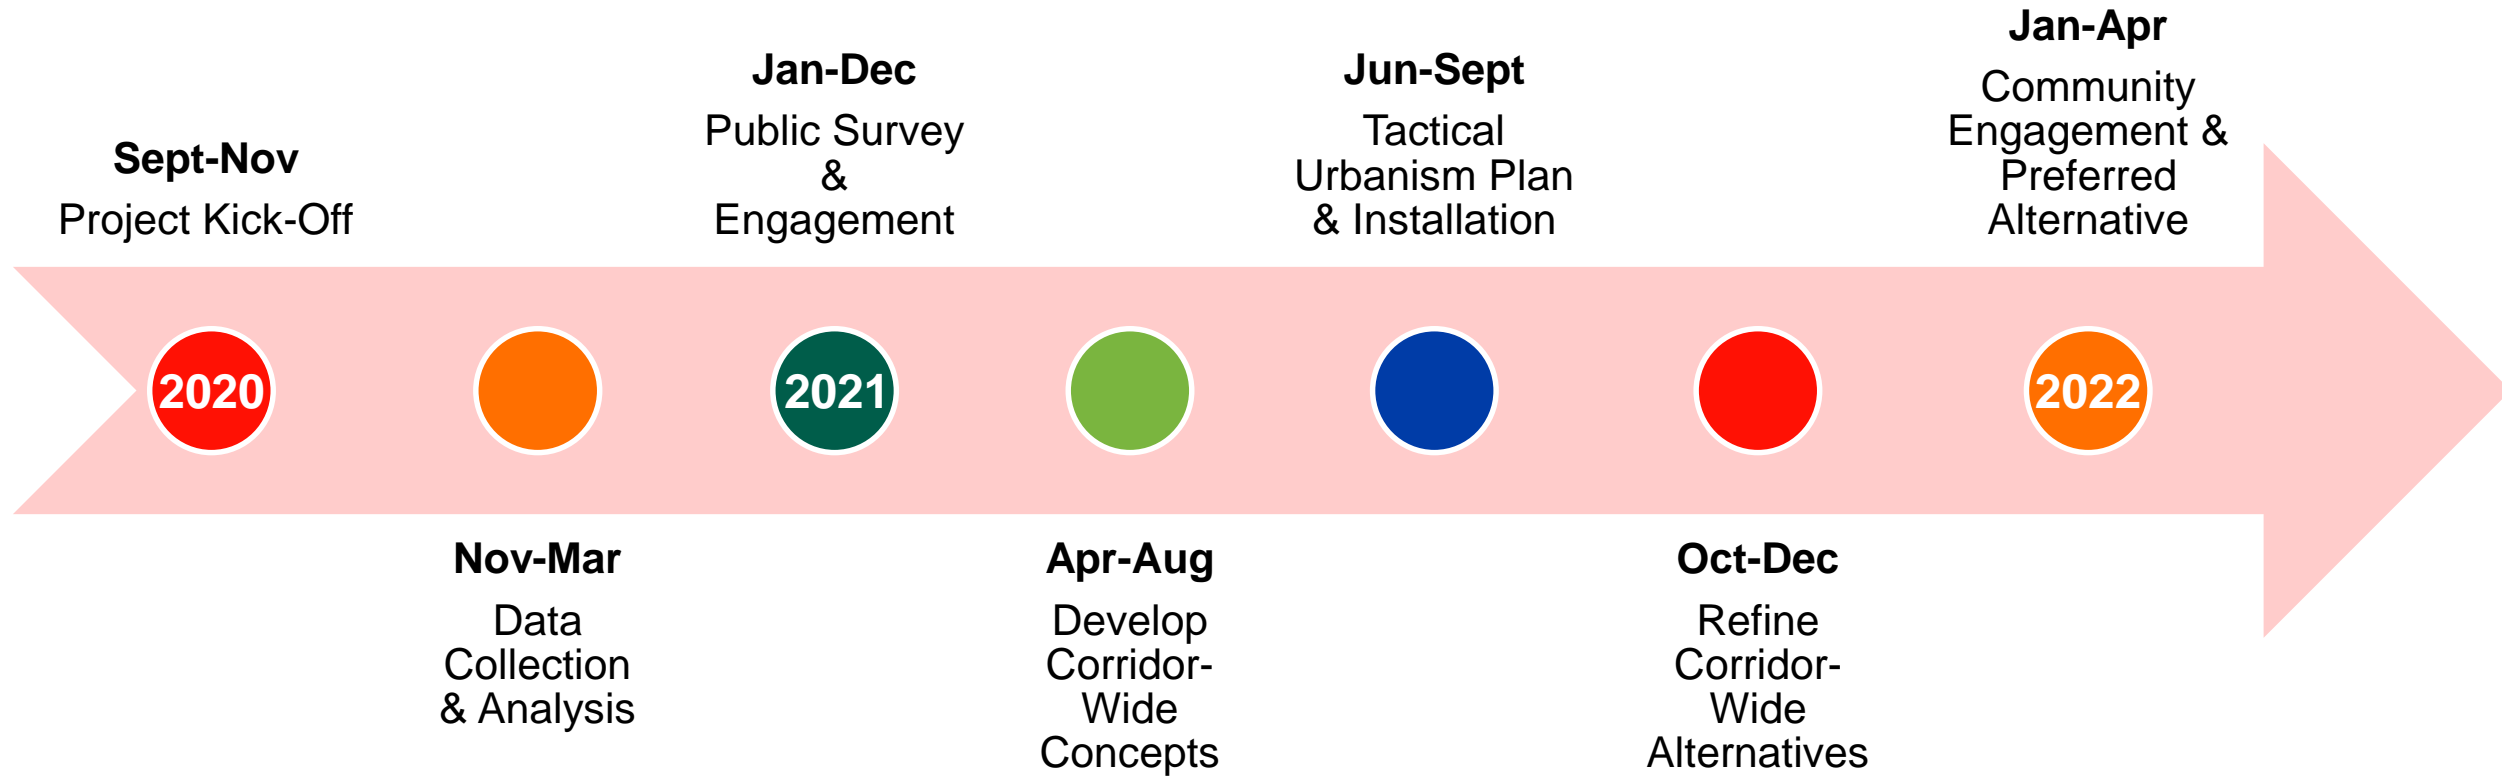 Sept-Nov
Project Kick-Off
Jan-Dec
Public Survey
&
Engagement
Jun-Sept
Tactical
Urbanism Plan
& Installation
Jan-Apr
Community
Engagement &
Preferred
Alternative
2020
2021
2022
Nov-Mar
Data
Collection
& Analysis
Apr-Aug
Develop
Corridor-
Wide
Concepts
Oct-Dec
Refine
Corridor-
Wide
Alternatives